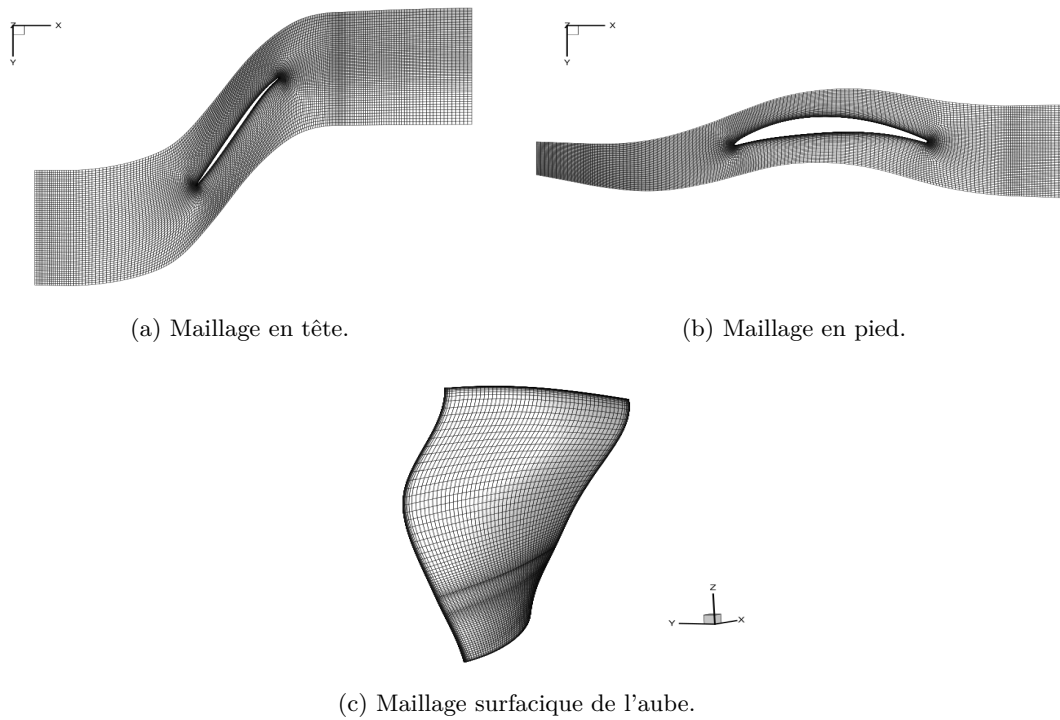 Z X
Y
Z X
Y
(a) Maillage en tête.
(b) Maillage en pied.
Z
Y X
(c) Maillage surfacique de l'aube.